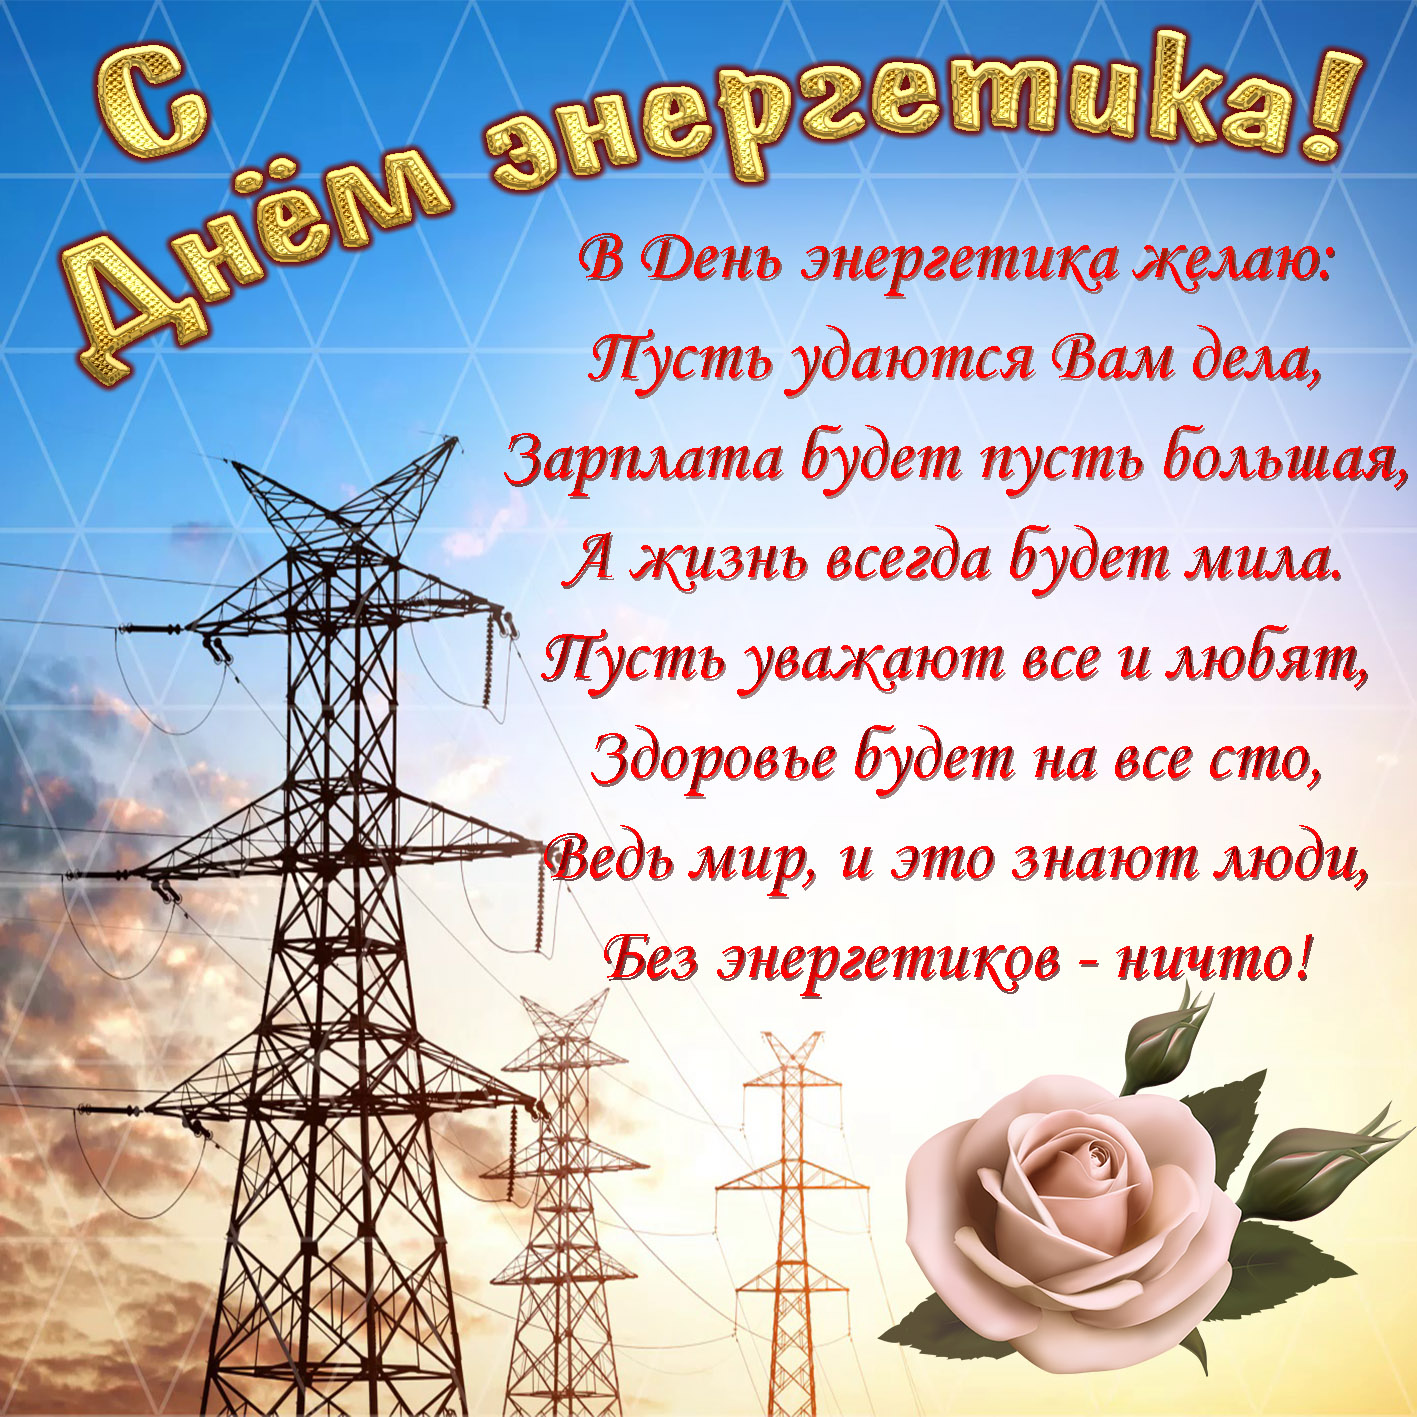 С
Днём энергетика!
В День энергетика желаю:
Пусть удаются Вам дела,
Зарплата будет пусть большая,
А жизнь всегда будет мила.
Пусть уважают все и любят,
Здоровье будет на все сто,
Ведь мир, и это знают люди,
Без энергетиков - ничто!